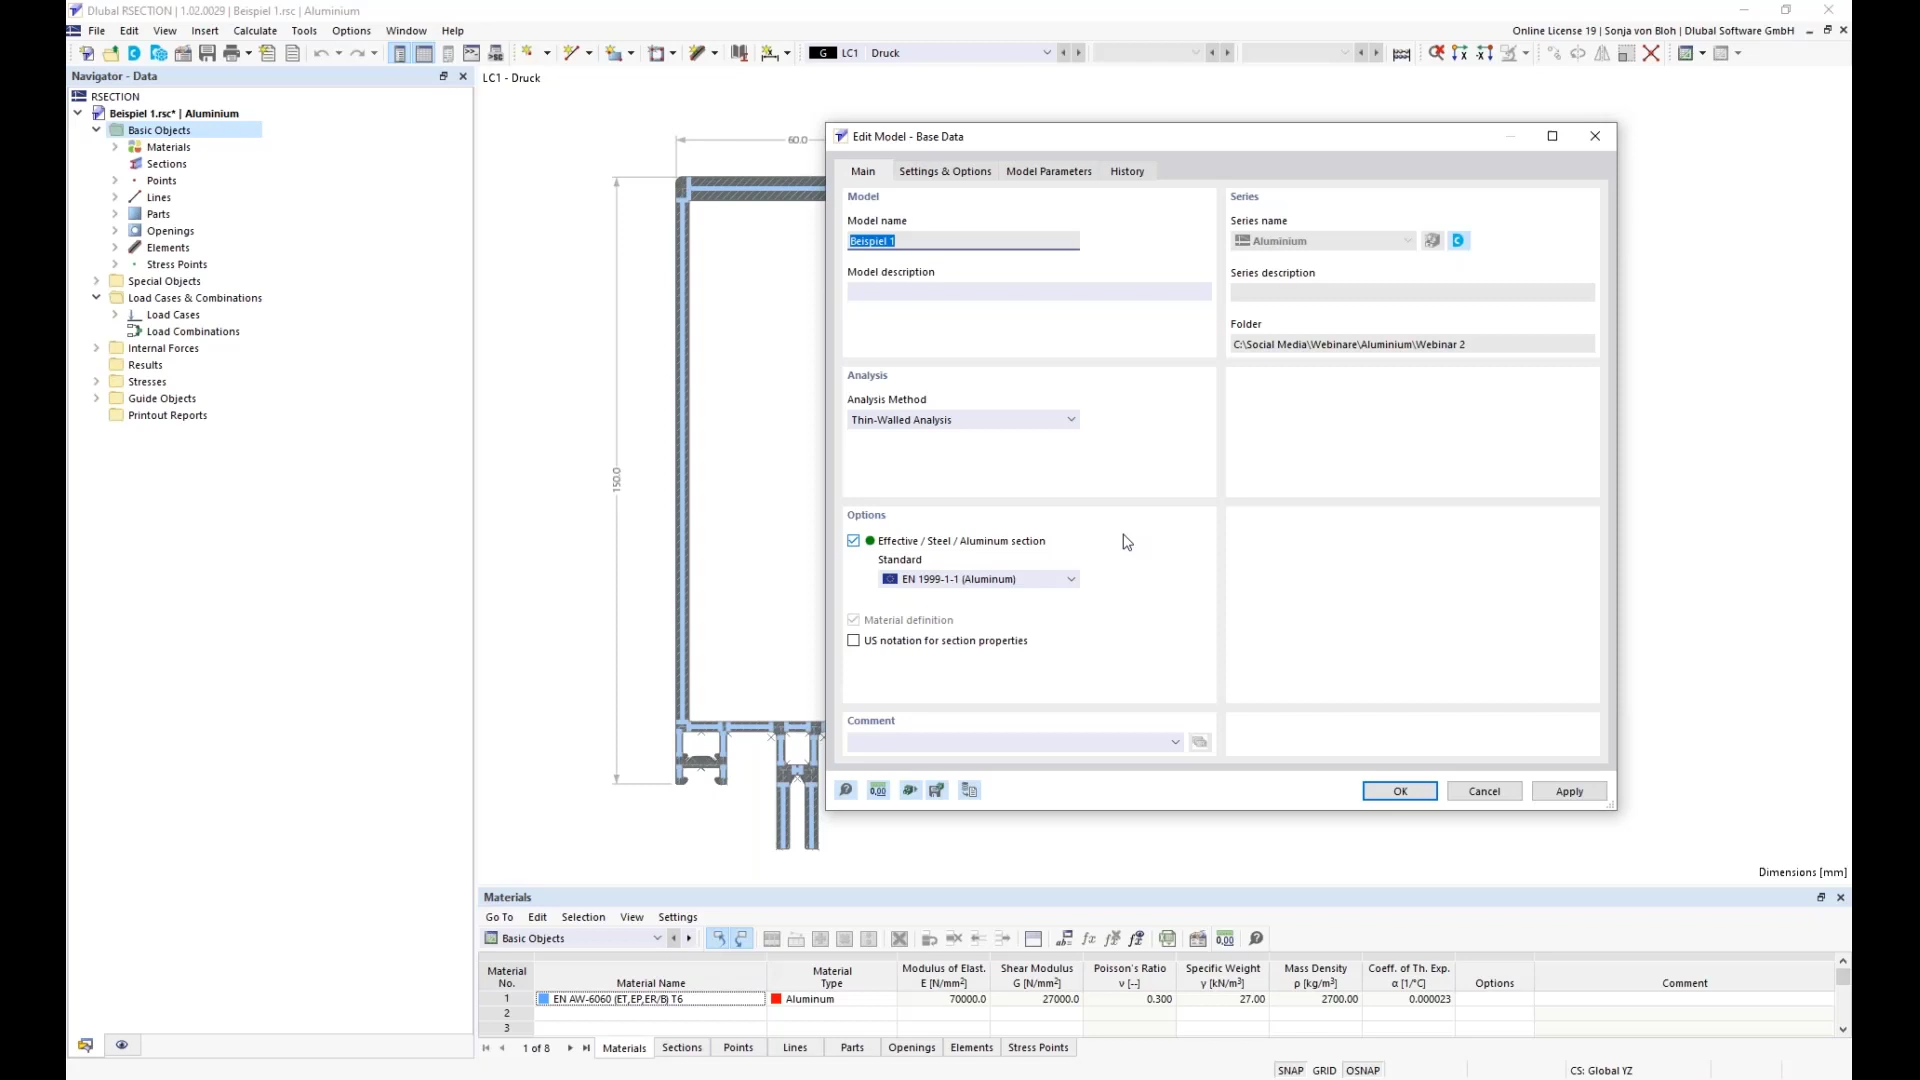 Dlubal RSECTION | 1.02.0029 | Beispiel 1.rsc | Aluminium
File Edit View Insert Calculate Tools Options Window Help
Online License 19 | Sonja von Bloh | Dlubal Software GmbH
G LC1 Druck
Navigator - Data
LC1 - Druck
RSECTION
Beispiel 1.rsc* | Aluminium
Basic Objects
Materials
Sections
Points
Lines
Parts
Openings
Elements
Stress Points
Special Objects
Load Cases & Combinations
Load Cases
Load Combinations
Internal Forces
Results
Stresses
Guide Objects
Printout Reports
60.0
150.0
Edit Model - Base Data
Main Settings & Options Model Parameters History
Model
Model name
Beispiel 1
Model description
Series
Series name
Aluminium
Series description
Folder
C:\Social Media\Webinare\Aluminium\Webinar 2
Analysis
Analysis Method
Thin-Walled Analysis
Options
Effective / Steel / Aluminum section
Standard
EN 1999-1-1 (Aluminum)
Material definition
US notation for section properties
Comment
OK Cancel Apply
Dimensions [mm]
Materials
Go To Edit Selection View Settings
Basic Objects
Material No. Material Name Material Type Modulus of Elast. E [N/mm²] Shear Modulus G [N/mm²] Poisson's Ratio ν [--] Specific Weight γ [kN/m³] Mass Density ρ [kg/m³] Coeff. of Th. Exp. α [1/°C] Options Comment
1 EN AW-6060 (ET,EP,ER/B) T6 Aluminum 70000.0 27000.0 0.300 27.00 2700.00 0.000023
2
3
1 of 8 Materials Sections Points Lines Parts Openings Elements Stress Points
SNAP GRID OSNAP CS: Global YZ